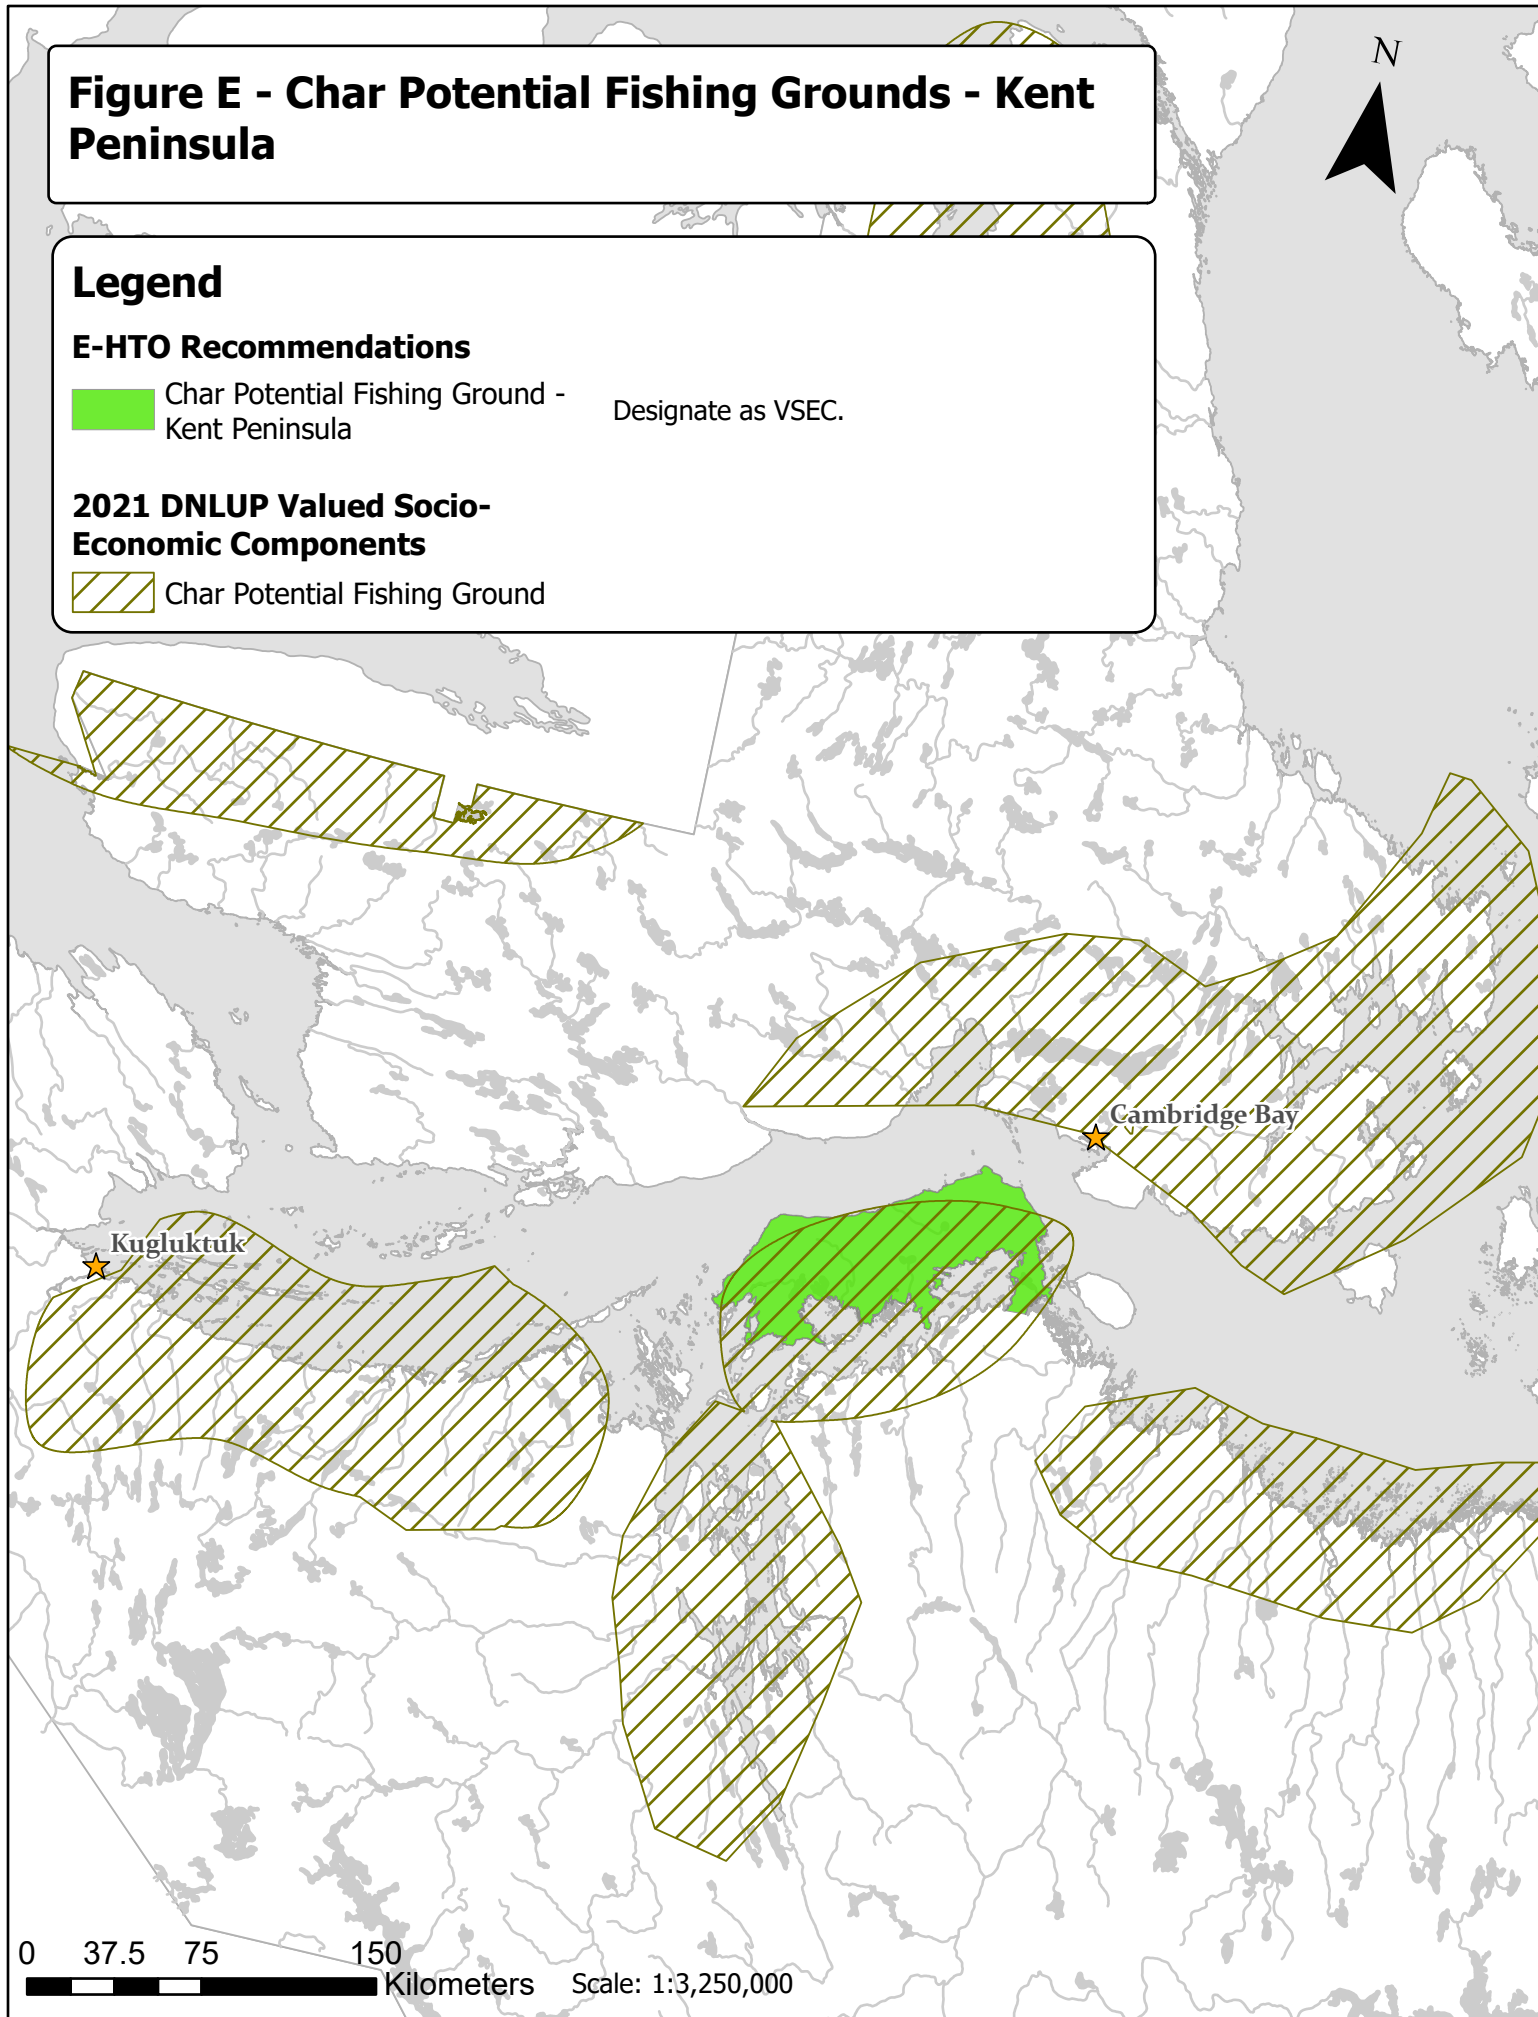 Figure E - Char Potential Fishing Grounds - Kent
Peninsula
N
Legend
E-HTO Recommendations
Char Potential Fishing Ground -
Kent Peninsula
Designate as VSEC.
2021 DNLUP Valued Socio-
Economic Components
Char Potential Fishing Ground
Cambridge Bay
Kugluktuk
0 37.5 75 150
Kilometers
Scale: 1:3,250,000